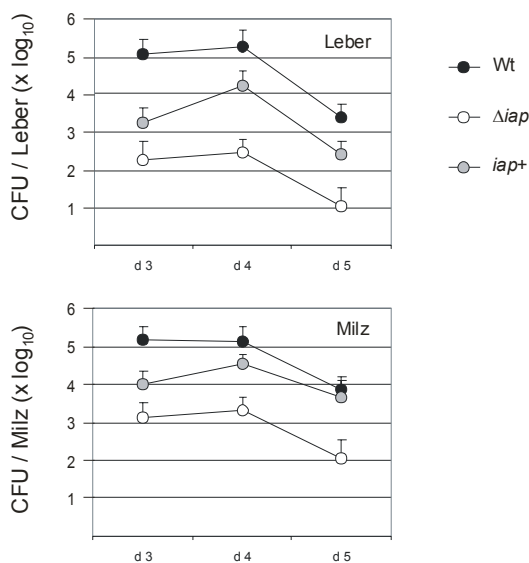 CFU / Leber (x log10)
6
5
4
3
2
1
Leber
d 3
d 4
d 5
Wt
Δiap
iap+
CFU / Milz (x log10)
6
5
4
3
2
1
Milz
d 3
d 4
d 5